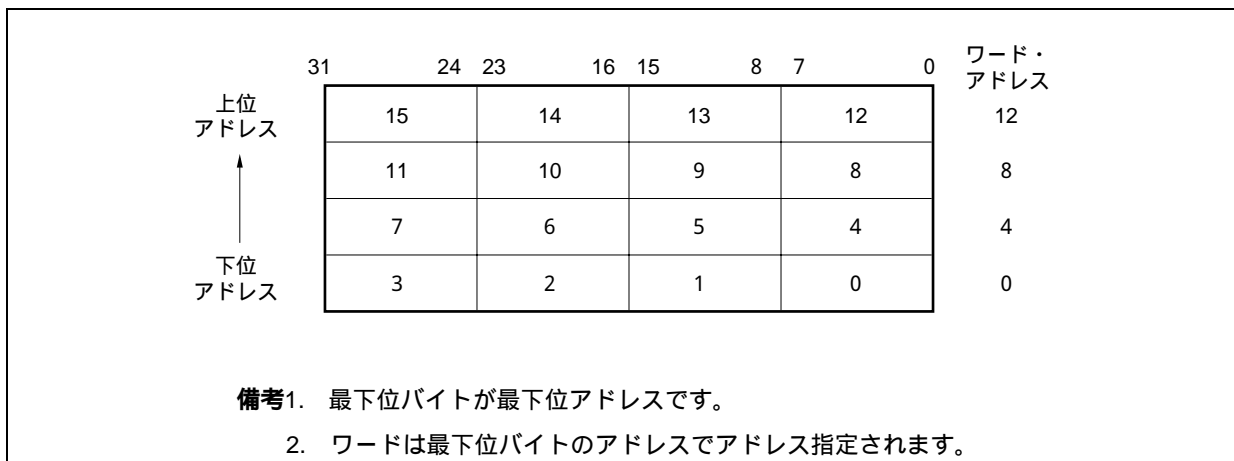 ワード・
アドレス
31 24 23 16 15 8 7 0
上位
アドレス
15 14 13 12 12
11 10 9 8 8
7 6 5 4 4
下位
アドレス
3 2 1 0 0
備考1. 最下位バイトが最下位アドレスです。
2. ワードは最下位バイトのアドレスでアドレス指定されます。